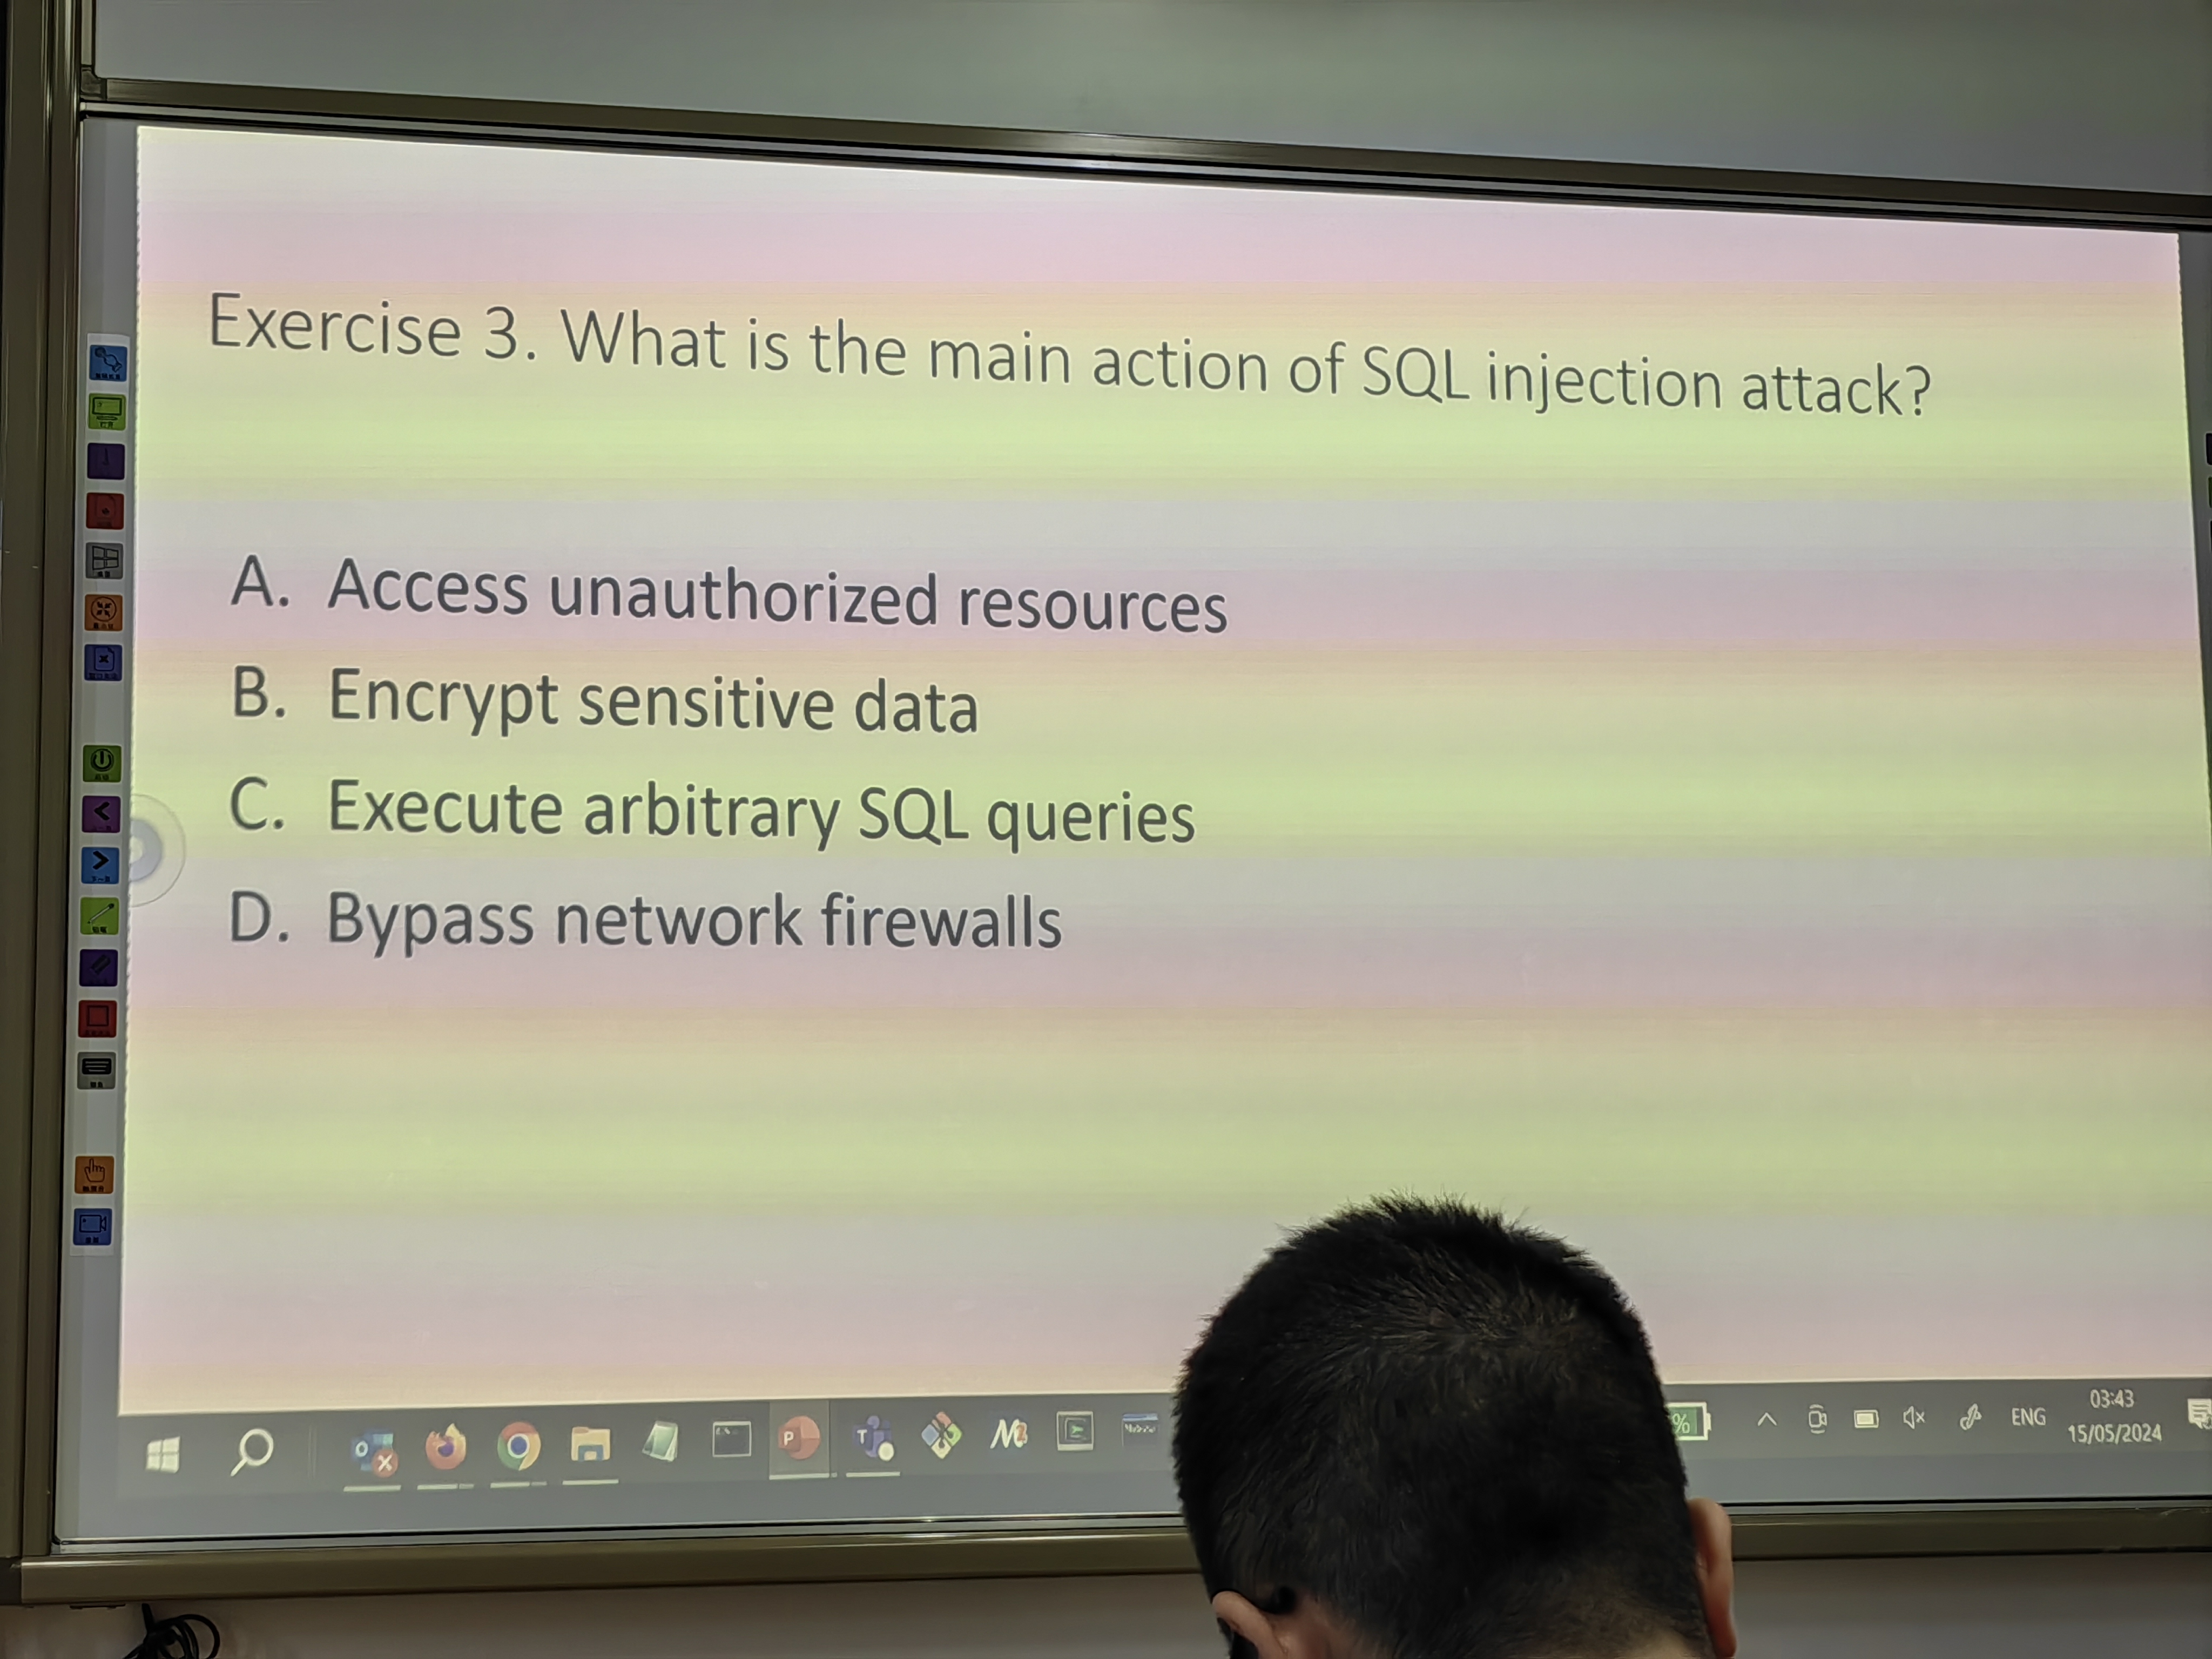 Exercise 3. What is the main action of SQL injection attack?
A. Access unauthorized resources
B. Encrypt sensitive data
C. Execute arbitrary SQL queries
D. Bypass network firewalls
%
ENG
03:43
15/05/2024